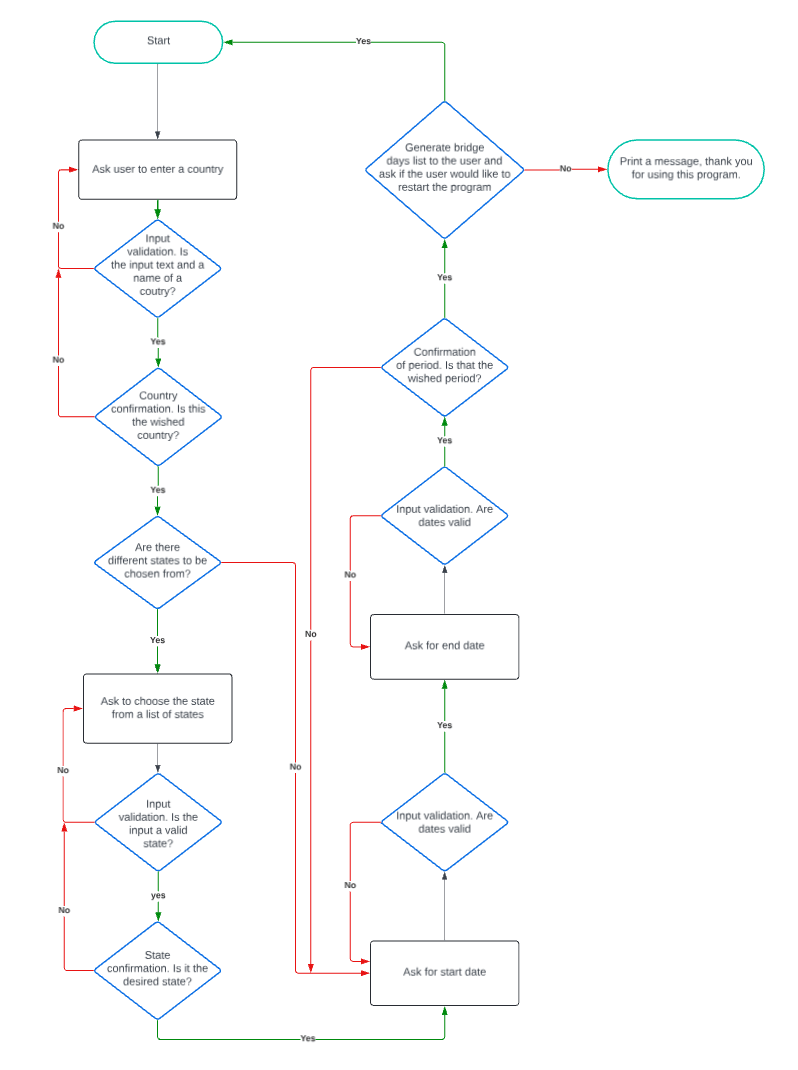 Start
Yes
Ask user to enter a country
No
Input
validation. Is
the input text and a
name of a
coutry?
Yes
No
Country
confirmation. Is this
the wished
country?
Yes
Are there
different states to be
chosen from?
Yes
No
Ask to choose the state
from a list of states
No
Input
validation. Is the
input a valid
state?
yes
No
State
confirmation. Is it the
desired state?
Yes
Ask for start date
No
Input validation. Are
dates valid
Yes
Ask for end date
No
Input validation. Are
dates valid
Yes
Confirmation
of period. Is that the
wished period?
No
Yes
Generate bridge
days list to the user and
ask if the user would like to
restart the program
No
Print a message, thank you
for using this program.